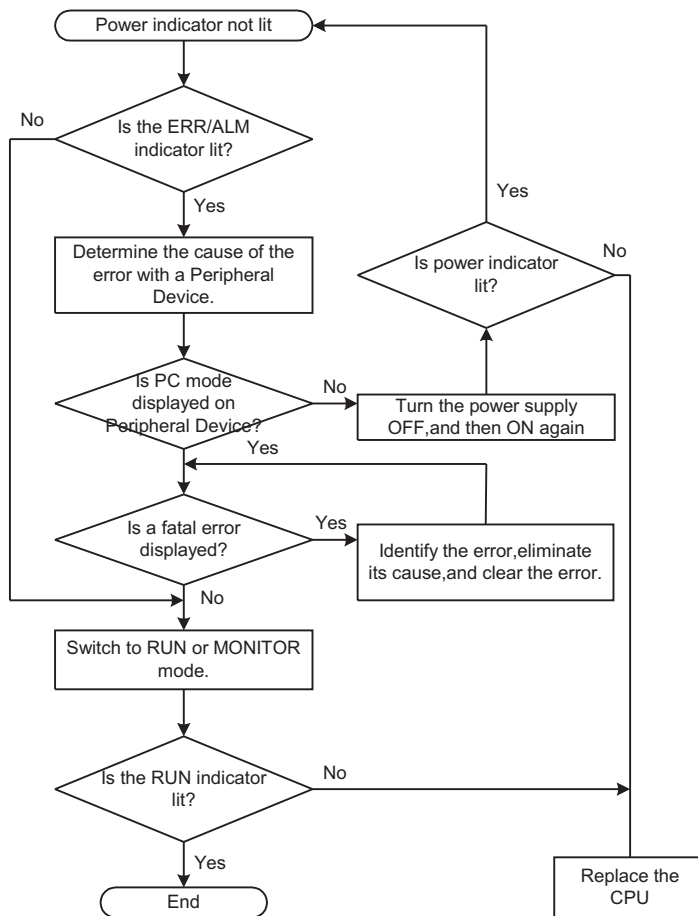 Power indicator not lit
No
Is the ERR/ALM
indicator lit?
Yes
Determine the cause of the
error with a Peripheral
Device.
Yes
Is power indicator
lit?
No
Is PC mode
displayed on
Peripheral Device?
No
Turn the power supply
OFF,and then ON again
Yes
Is a fatal error
displayed?
Yes
Identify the error,eliminate
its cause,and clear the error.
No
Switch to RUN or MONITOR
mode.
Is the RUN indicator
lit?
No
Yes
End
Replace the
CPU